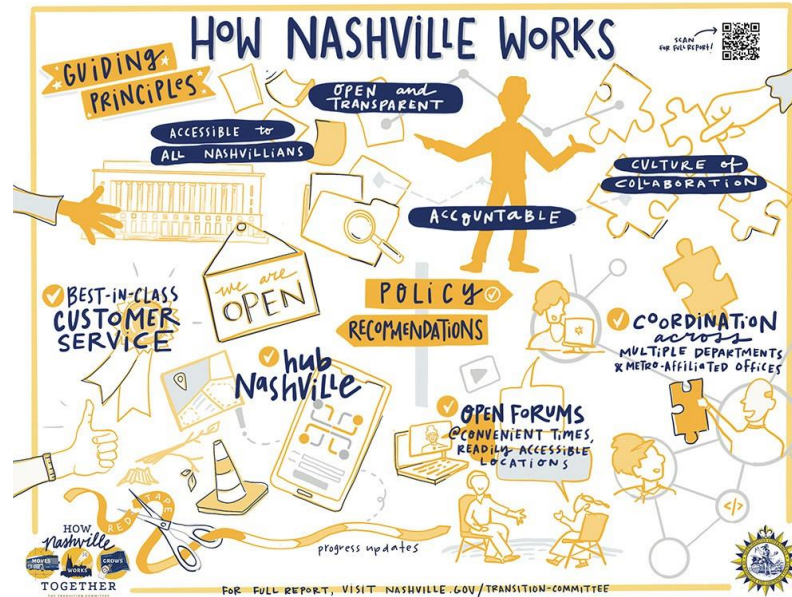 HOW NASHVILLE WORKS
SCAN
FOR FULL REPORT!
GUIDING
PRINCIPLES
OPEN and
TRANSPARENT
ACCESSIBLE to
ALL NASHVILLIANS
CULTURE of
COLLABORATION
ACCOUNTABLE
we are
OPEN
BEST-IN-CLASS
CUSTOMER
SERVICE
POLICY
RECOMMENDATIONS
COORDINATION
across
MULTIPLE DEPARTMENTS
& METRO-AFFILIATED OFFICES
hub
Nashville
OPEN FORUMS
@CONVENIENT TIMES,
READILY ACCESSIBLE
LOCATIONS
</>
RED TAPE
progress updates
HOW
Nashville
MOVES
WORKS
GROWS
TOGETHER
THE TRANSITION COMMITTEE
FOR FULL REPORT, VISIT NASHVILLE.GOV/TRANSITION-COMMITTEE